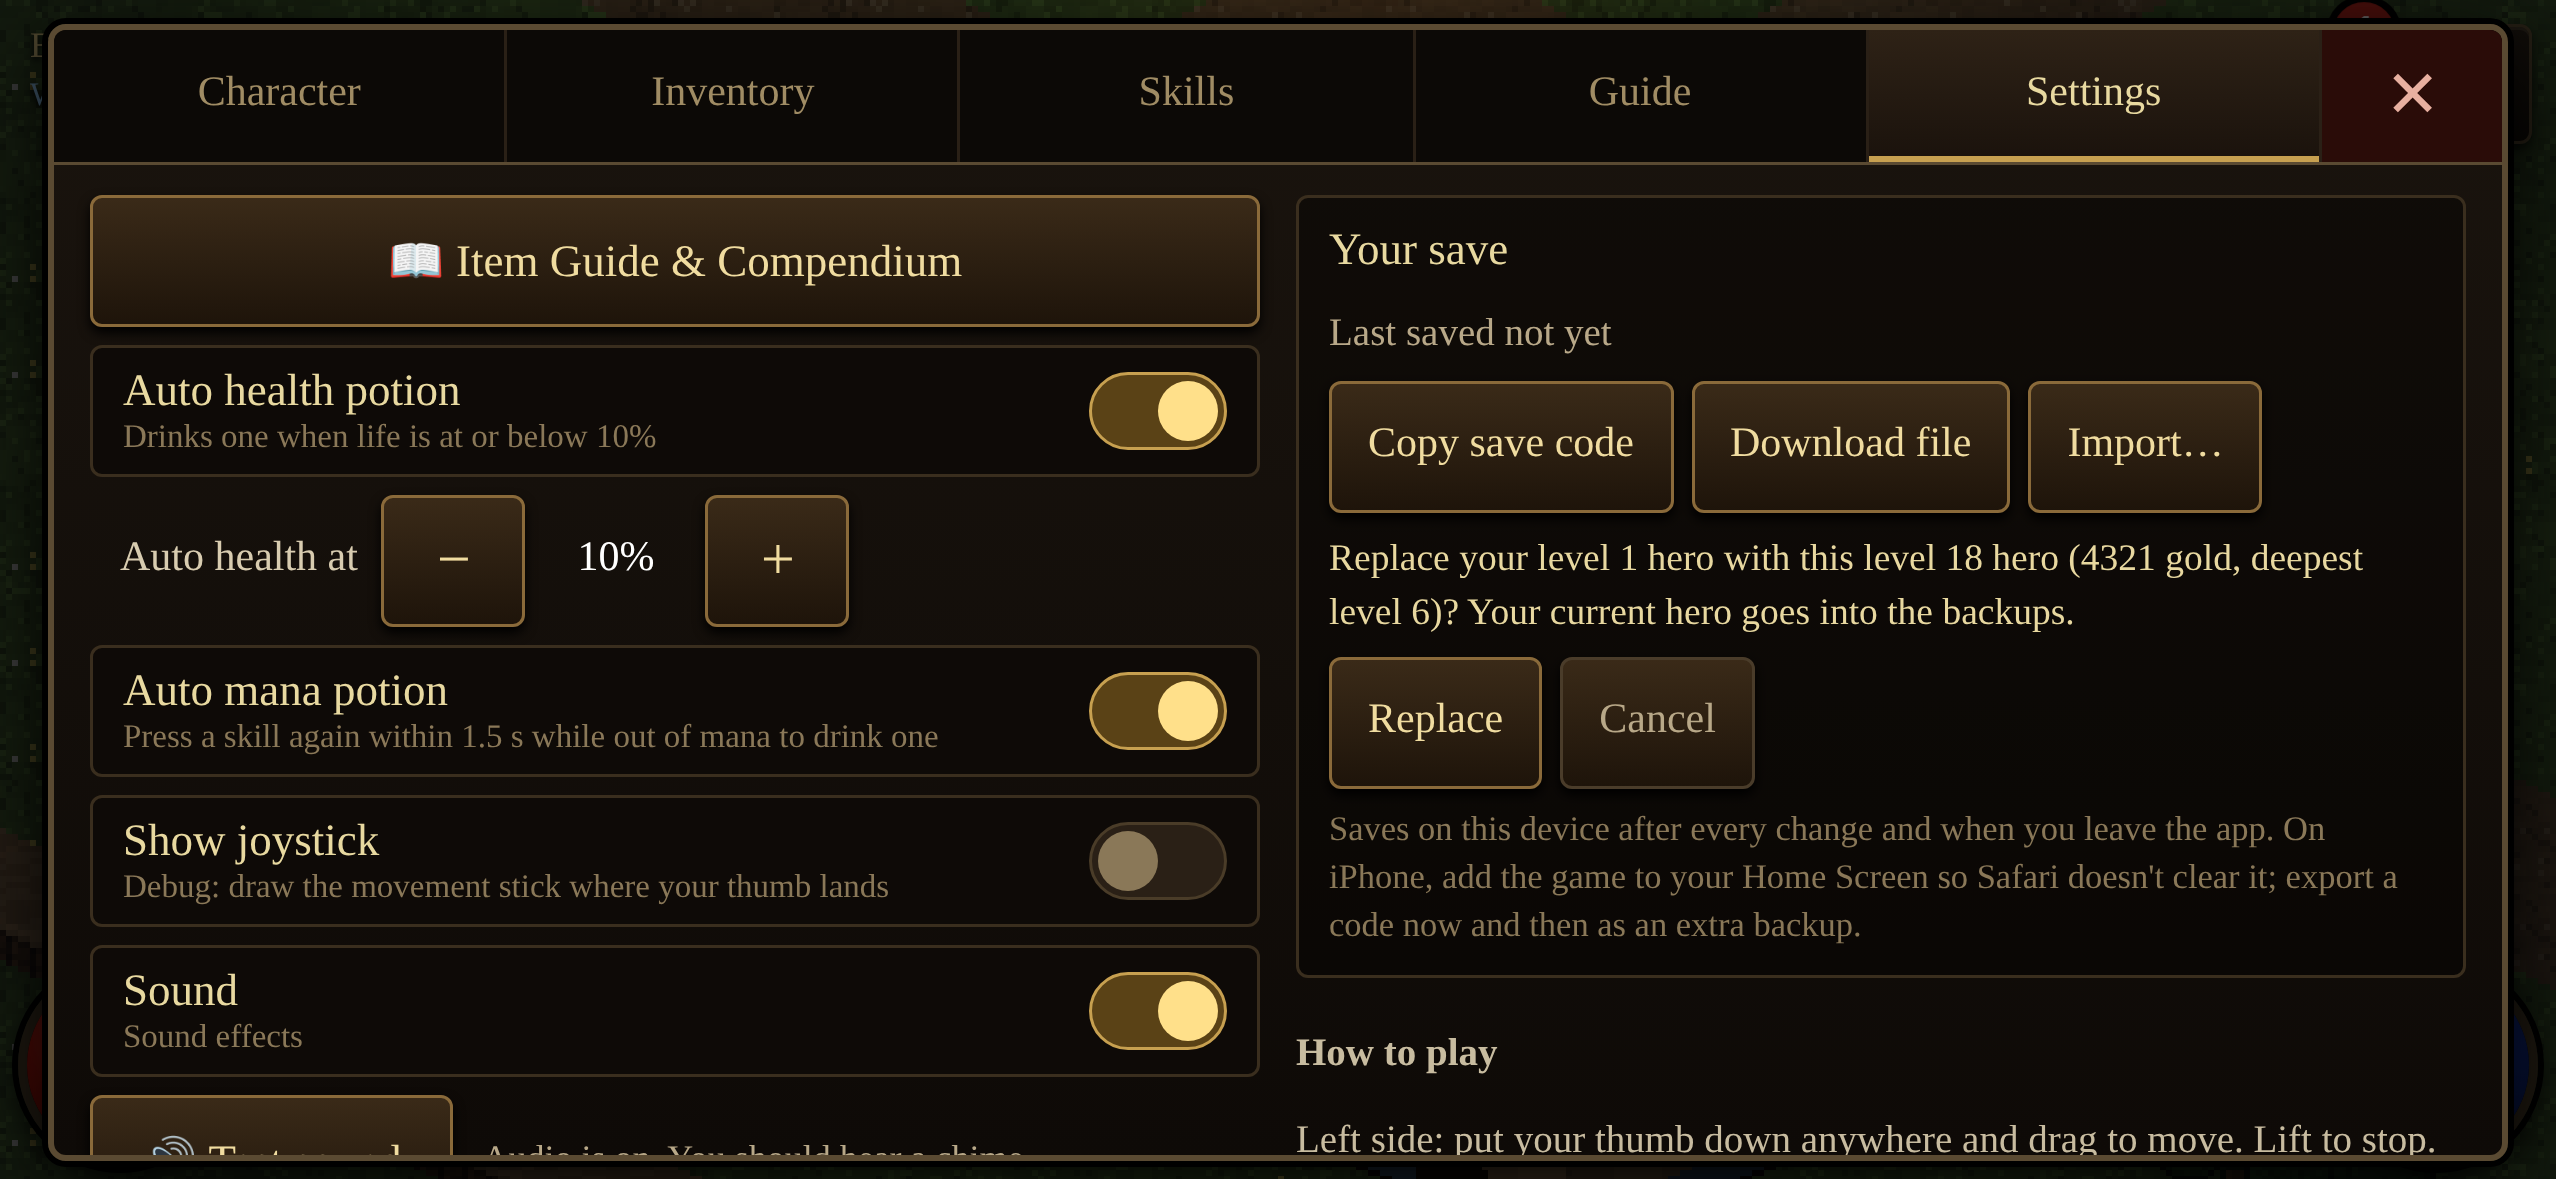 Character
Inventory
Skills
Guide
Settings
✕
📖 Item Guide & Compendium
Auto health potion
Drinks one when life is at or below 10%
Auto health at
−
10%
+
Auto mana potion
Press a skill again within 1.5 s while out of mana to drink one
Show joystick
Debug: draw the movement stick where your thumb lands
Sound
Sound effects
Audio is on. You should hear a chime
Your save
Last saved not yet
Copy save code
Download file
Import…
Replace your level 1 hero with this level 18 hero (4321 gold, deepest
level 6)? Your current hero goes into the backups.
Replace
Cancel
Saves on this device after every change and when you leave the app. On
iPhone, add the game to your Home Screen so Safari doesn't clear it; export a
code now and then as an extra backup.
How to play
Left side: put your thumb down anywhere and drag to move. Lift to stop.